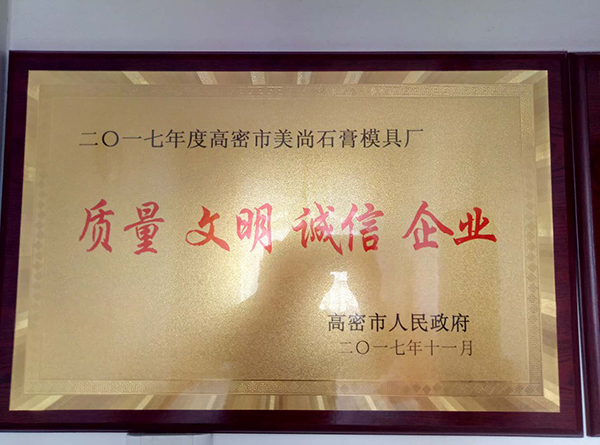 二〇一七年度高密市美尚石膏模具厂
质量 文明 诚信 企业
高密市人民政府
二〇一七年十一月